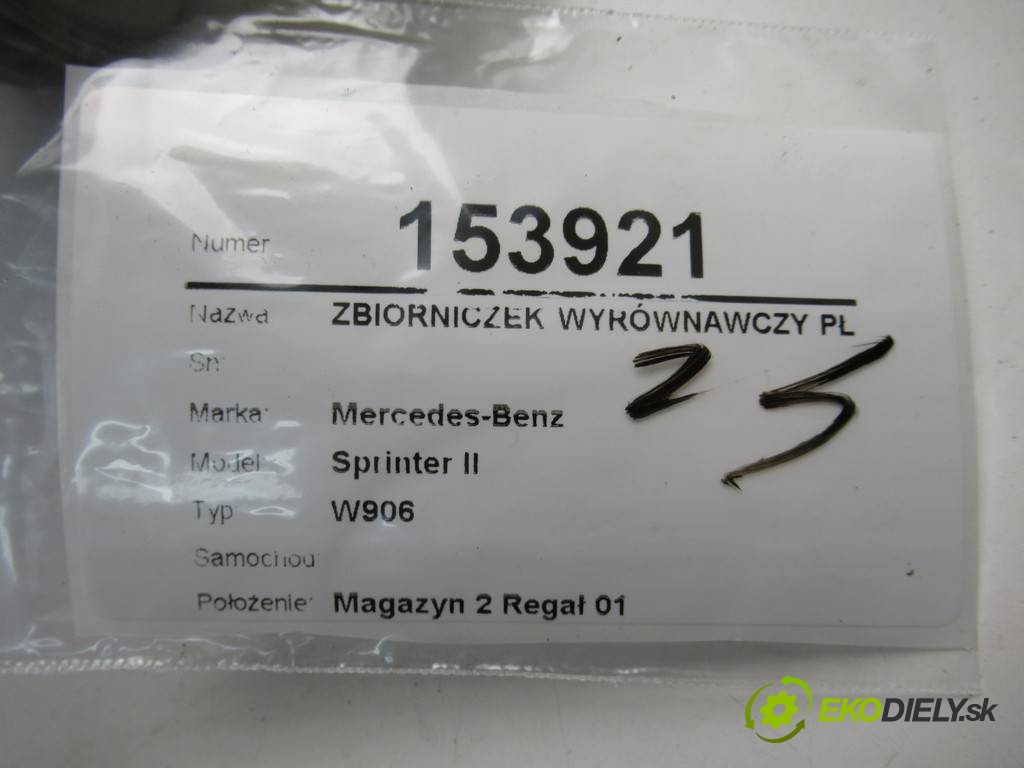 Numer 153921
Nazwa ZBIORNICZEK WYRÓWNAWCZY PŁ
Sn:
Marka: Mercedes-Benz
Model: Sprinter II
Typ: W906
Samochód:
Położenie: Magazyn 2 Regał 01
EKODIELY.sk